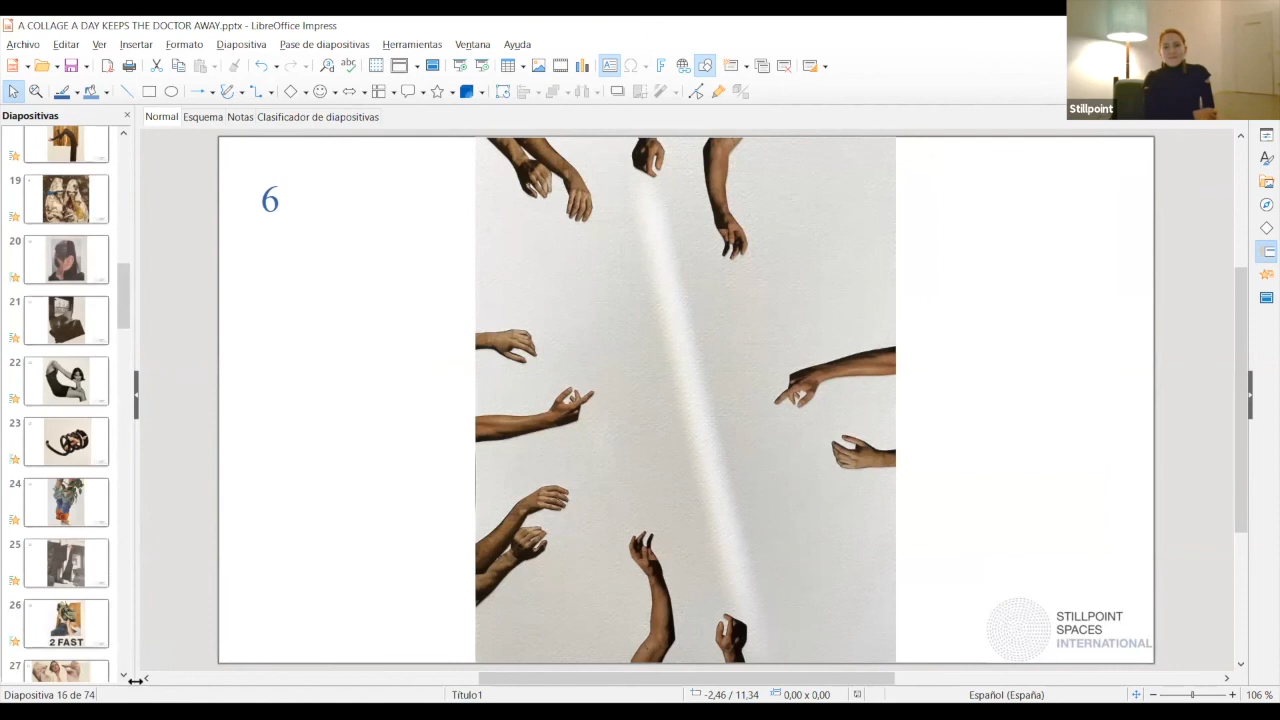 A COLLAGE A DAY KEEPS THE DOCTOR AWAY.pptx - LibreOffice Impress
Archivo Editar Ver Insertar Formato Diapositiva Pase de diapositivas Herramientas Ventana Ayuda
Stillpoint
Diapositivas
Normal Esquema Notas Clasificador de diapositivas
6
19
20
21
22
23
24
25
26
2 FAST
27
STILLPOINT
SPACES
INTERNATIONAL
Diapositiva 16 de 74
Título1
-2,46 / 11,34
0,00 x 0,00
Español (España)
106 %